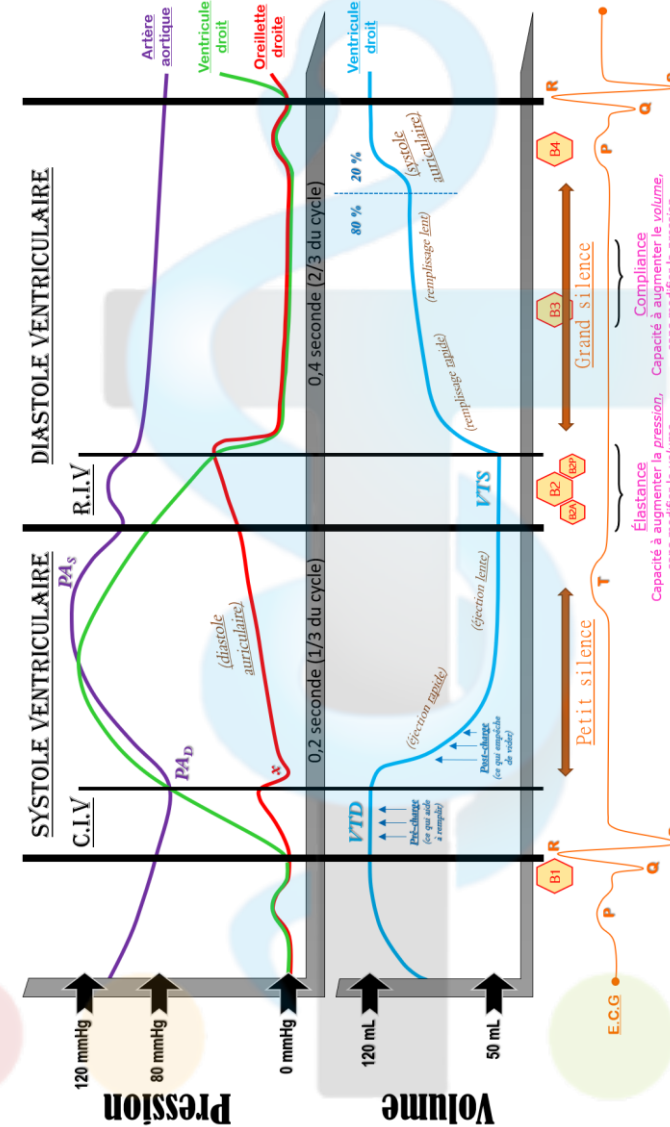 SYSTOLE VENTRICULAIRE
DIASTOLE VENTRICULAIRE
C.I.V
R.I.V
Pression
120 mmHg
80 mmHg
0 mmHg
PA_D
PA_S
x
(diastole
auriculaire)
Artère
aortique
Ventricule
droit
Oreillette
droite
0,2 seconde (1/3 du cycle)
0,4 seconde (2/3 du cycle)
Volume
120 mL
50 mL
VTD
Pré-charge
(ce qui aide
à remplir)
Post-charge
(ce qui empêche
de vider)
(éjection rapide)
(éjection lente)
VTS
(remplissage rapide)
(remplissage lent)
80 %
20 %
(systole
auriculaire)
Ventricule
droit
B1
B2
B2A
B2P
B3
B4
Petit silence
Grand silence
E.C.G
P
Q
R
T
P
Q
R
Élastance
Capacité à augmenter la pression,
Compliance
Capacité à augmenter le volume,